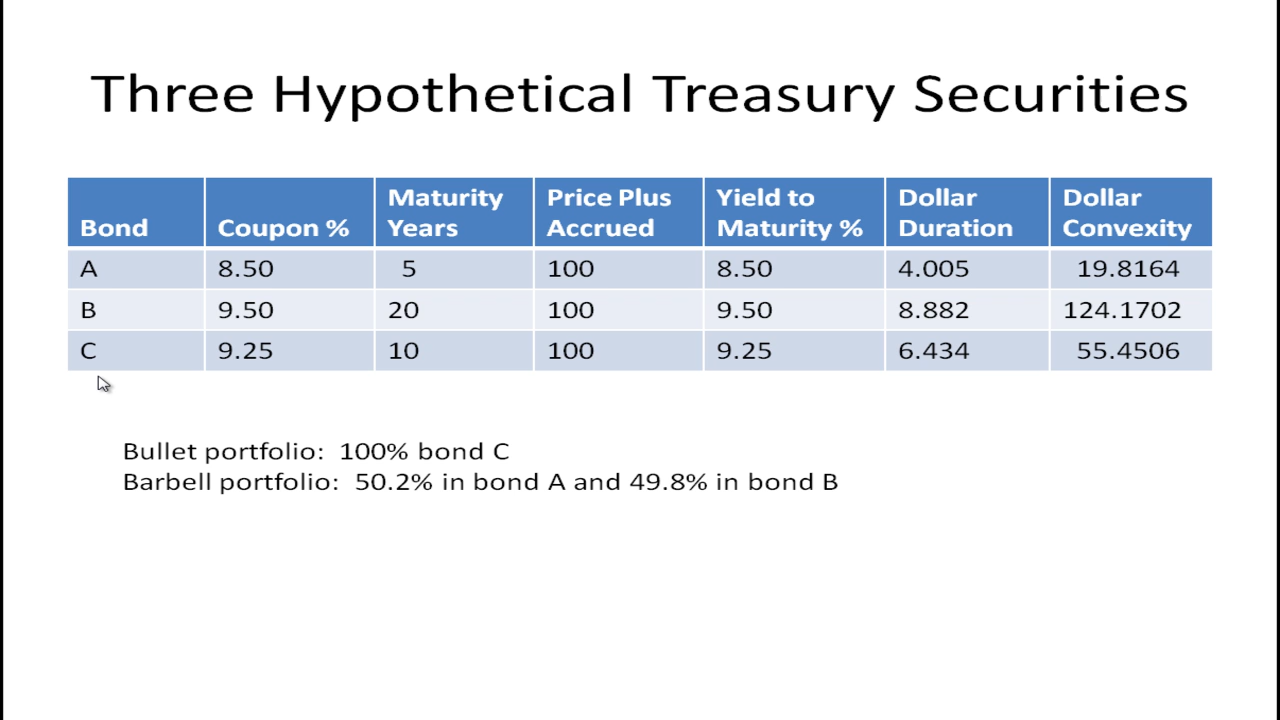 Three Hypothetical Treasury Securities
Bond Coupon % Maturity Years Price Plus Accrued Yield to Maturity % Dollar Duration Dollar Convexity
A 8.50 5 100 8.50 4.005 19.8164
B 9.50 20 100 9.50 8.882 124.1702
C 9.25 10 100 9.25 6.434 55.4506
Bullet portfolio: 100% bond C
Barbell portfolio: 50.2% in bond A and 49.8% in bond B